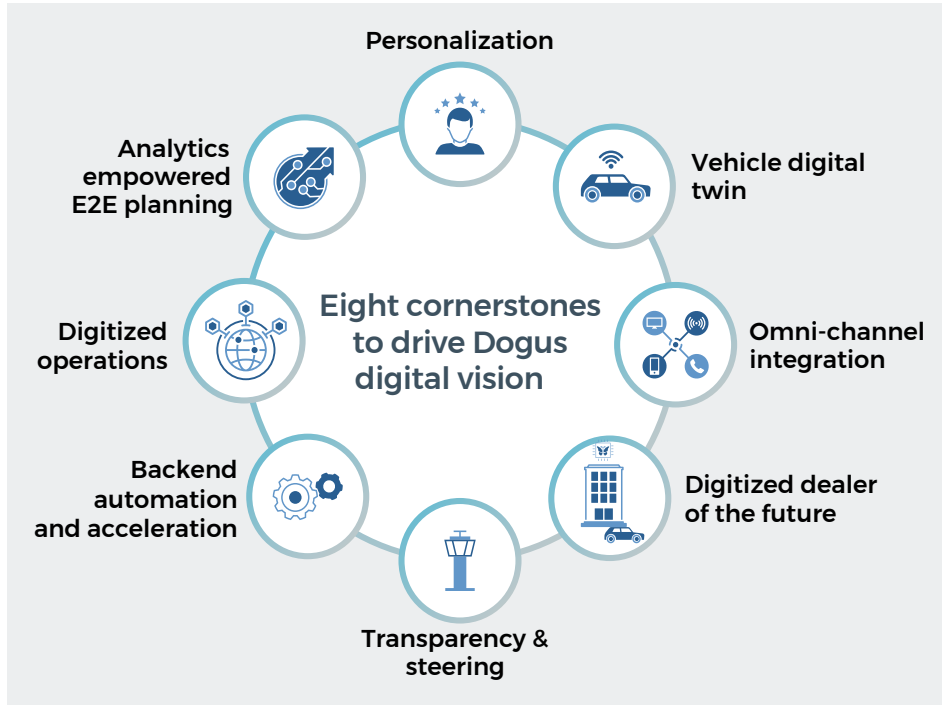 Personalization
Vehicle digital
twin
Omni-channel
integration
Digitized dealer
of the future
Transparency &
steering
Backend
automation
and acceleration
Digitized
operations
Analytics
empowered
E2E planning
Eight cornerstones
to drive Dogus
digital vision